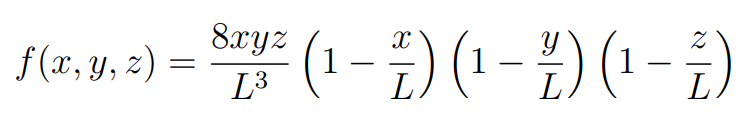 f(x, y, z) = \frac{8xyz}{L^3} \left(1 - \frac{x}{L}\right) \left(1 - \frac{y}{L}\right) \left(1 - \frac{z}{L}\right)